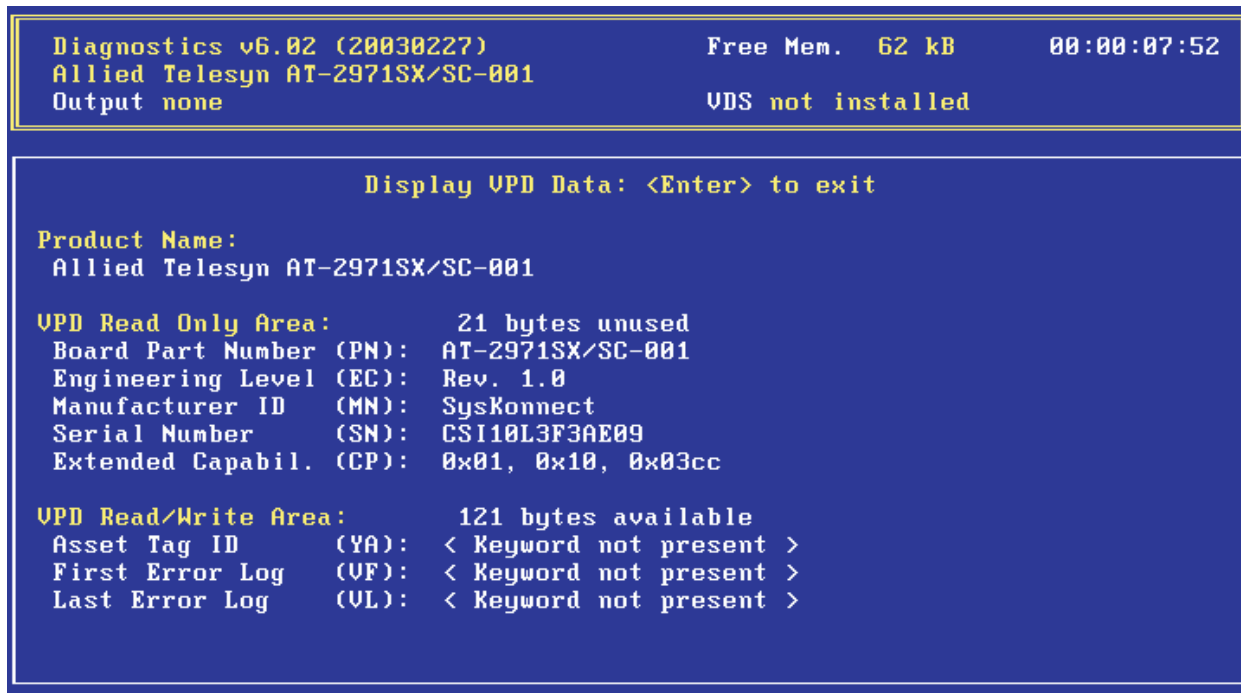 Diagnostics v6.02 (20030227) Free Mem. 62 kB 00:00:07:52
Allied Telesyn AT-2971SX/SC-001
Output none VDS not installed
Display VPD Data: <Enter> to exit
Product Name:
Allied Telesyn AT-2971SX/SC-001
VPD Read Only Area: 21 bytes unused
Board Part Number (PN): AT-2971SX/SC-001
Engineering Level (EC): Rev. 1.0
Manufacturer ID (MN): SysKonnect
Serial Number (SN): CSI10L3F3AE09
Extended Capabil. (CP): 0x01, 0x10, 0x03cc
VPD Read/Write Area: 121 bytes available
Asset Tag ID (YA): < Keyword not present >
First Error Log (VF): < Keyword not present >
Last Error Log (VL): < Keyword not present >